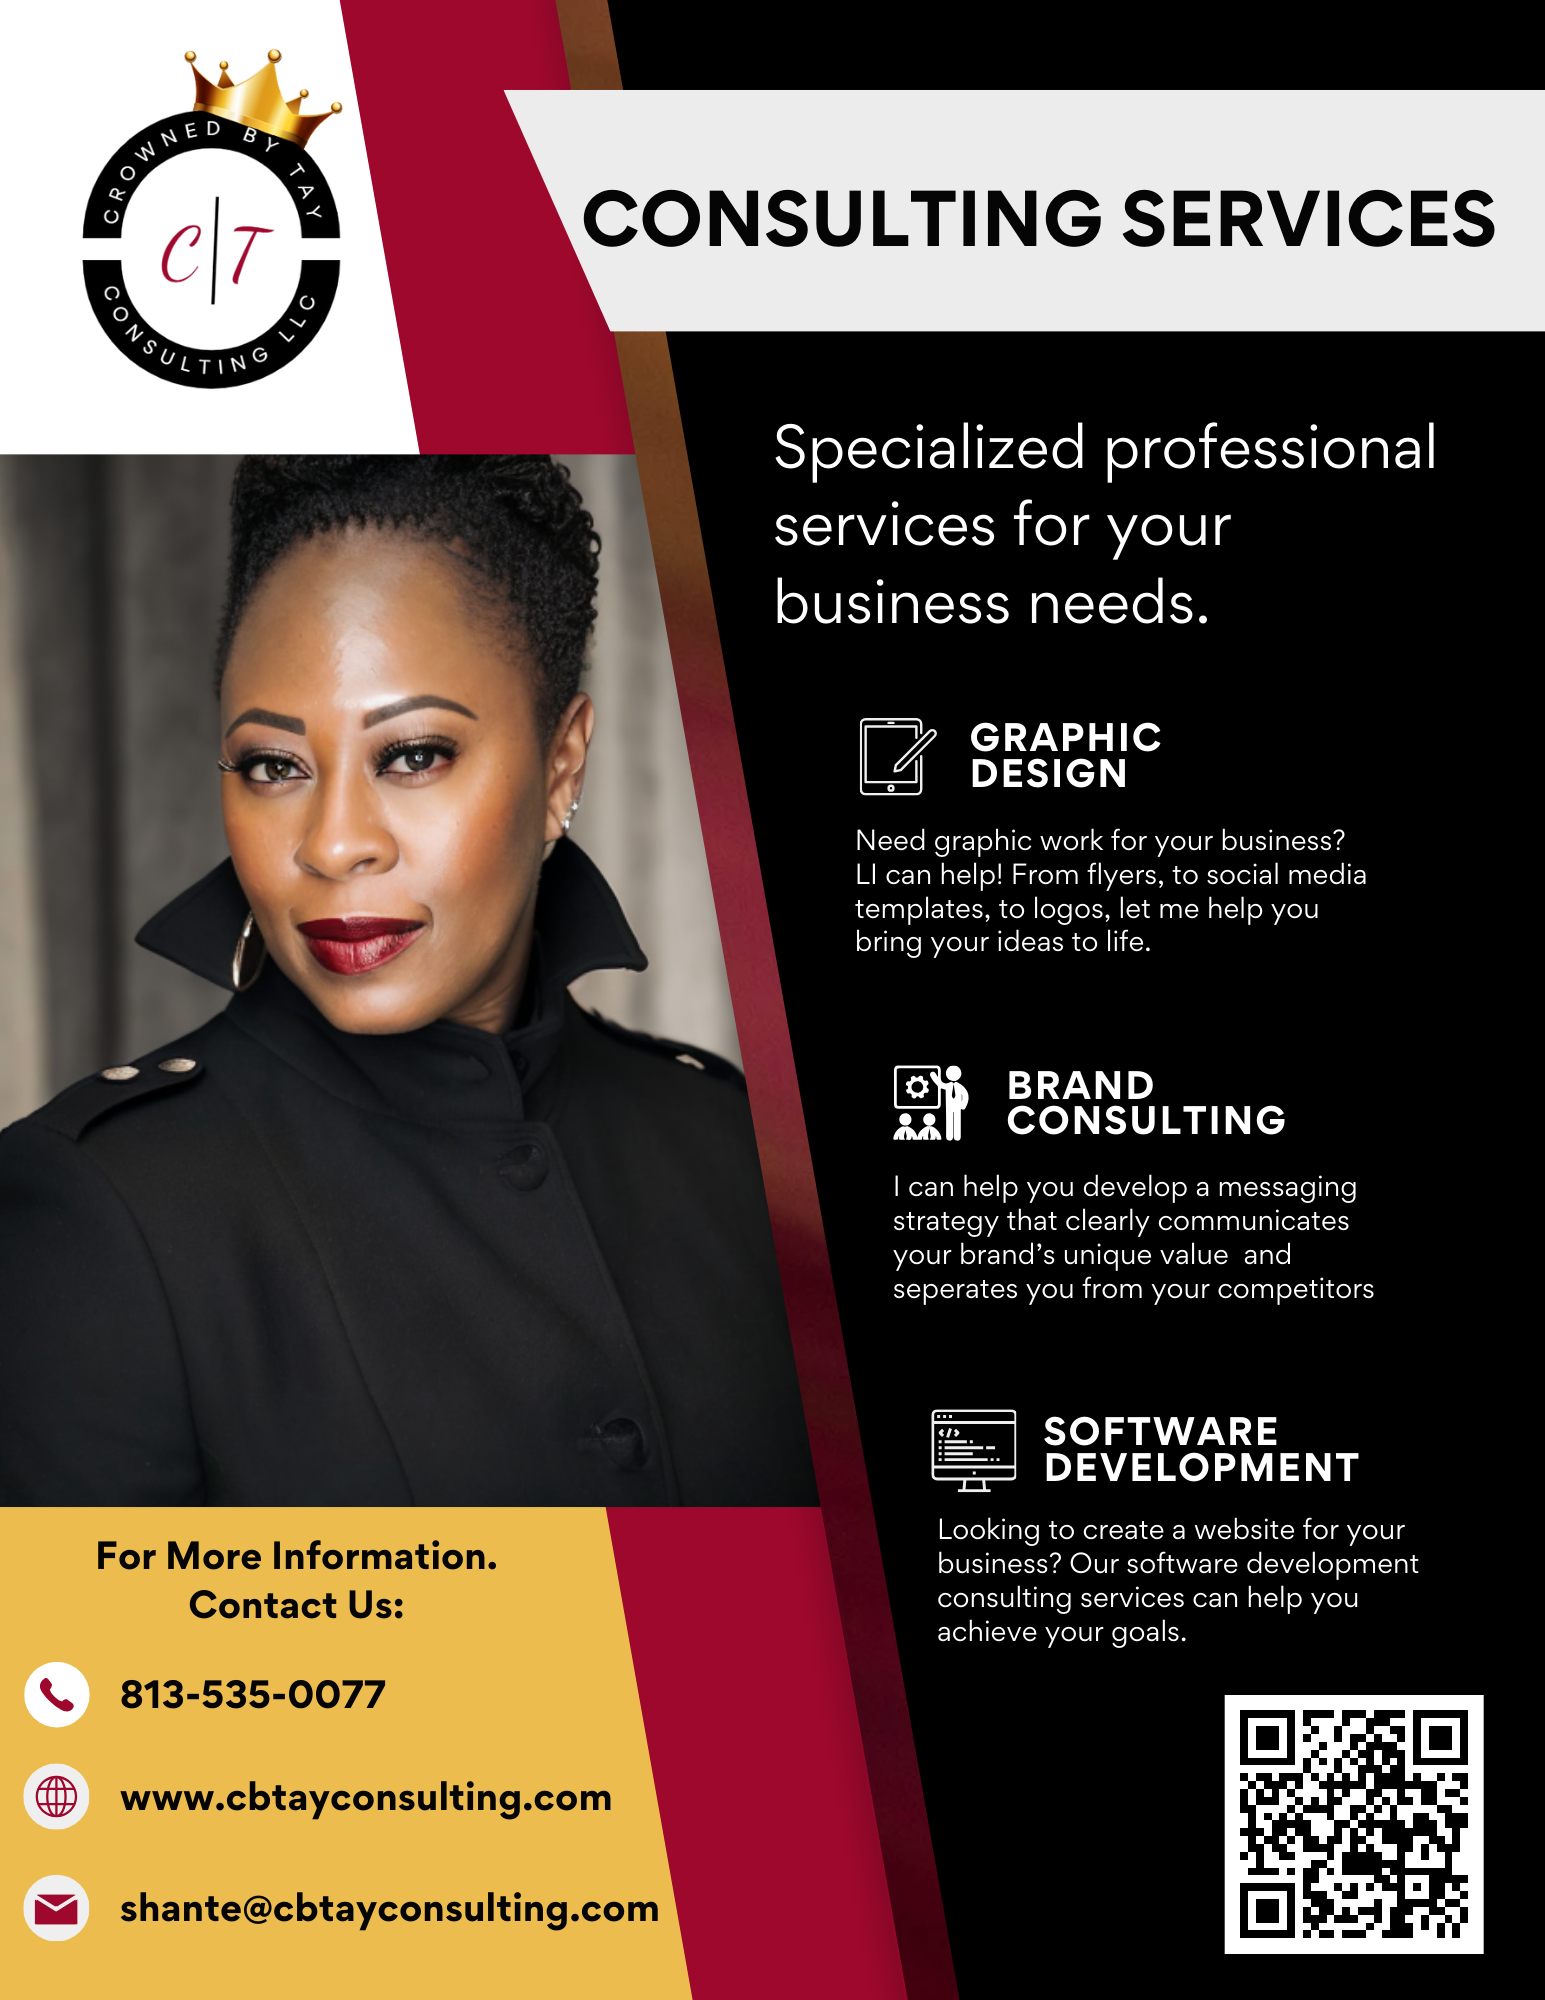 CROWNED BY TAY
C|T
CONSULTING LLC
CONSULTING SERVICES
Specialized professional
services for your
business needs.
GRAPHIC
DESIGN
Need graphic work for your business?
LI can help! From flyers, to social media
templates, to logos, let me help you
bring your ideas to life.
BRAND
CONSULTING
I can help you develop a messaging
strategy that clearly communicates
your brand’s unique value  and
seperates you from your competitors
SOFTWARE
DEVELOPMENT
Looking to create a website for your
business? Our software development
consulting services can help you
achieve your goals.
For More Information.
Contact Us:
813-535-0077
www.cbtayconsulting.com
shante@cbtayconsulting.com